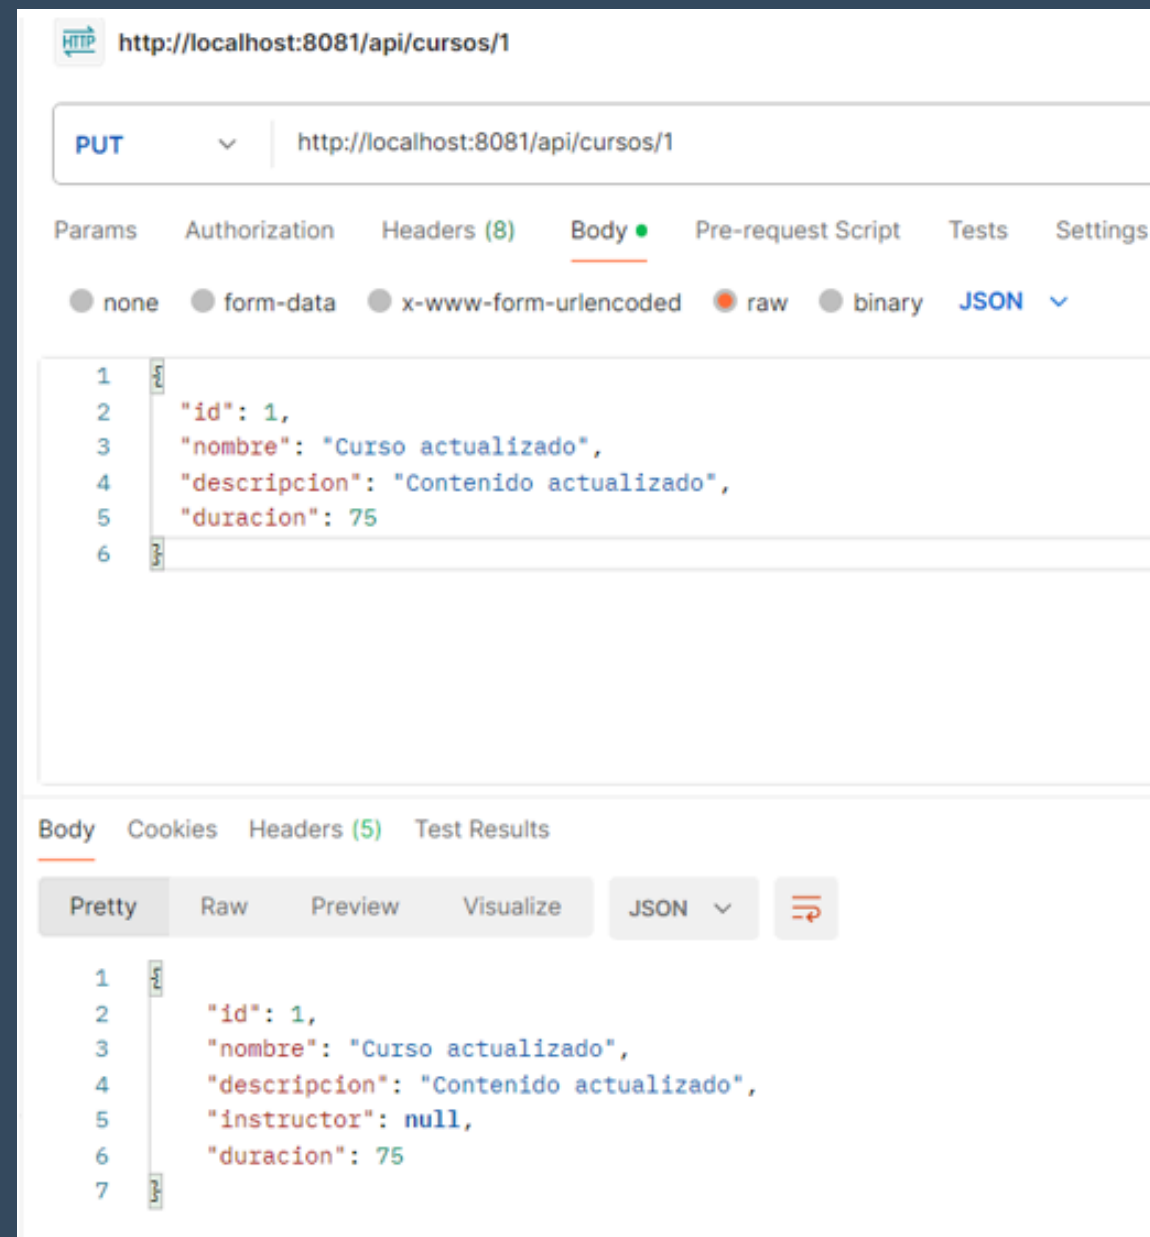 HTTP http://localhost:8081/api/cursos/1
PUT http://localhost:8081/api/cursos/1
Params Authorization Headers (8) Body Pre-request Script Tests Settings
none form-data x-www-form-urlencoded raw binary JSON
1 {
2 "id": 1,
3 "nombre": "Curso actualizado",
4 "descripcion": "Contenido actualizado",
5 "duracion": 75
6 }
Body Cookies Headers (5) Test Results
Pretty Raw Preview Visualize JSON
1 {
2 "id": 1,
3 "nombre": "Curso actualizado",
4 "descripcion": "Contenido actualizado",
5 "instructor": null,
6 "duracion": 75
7 }